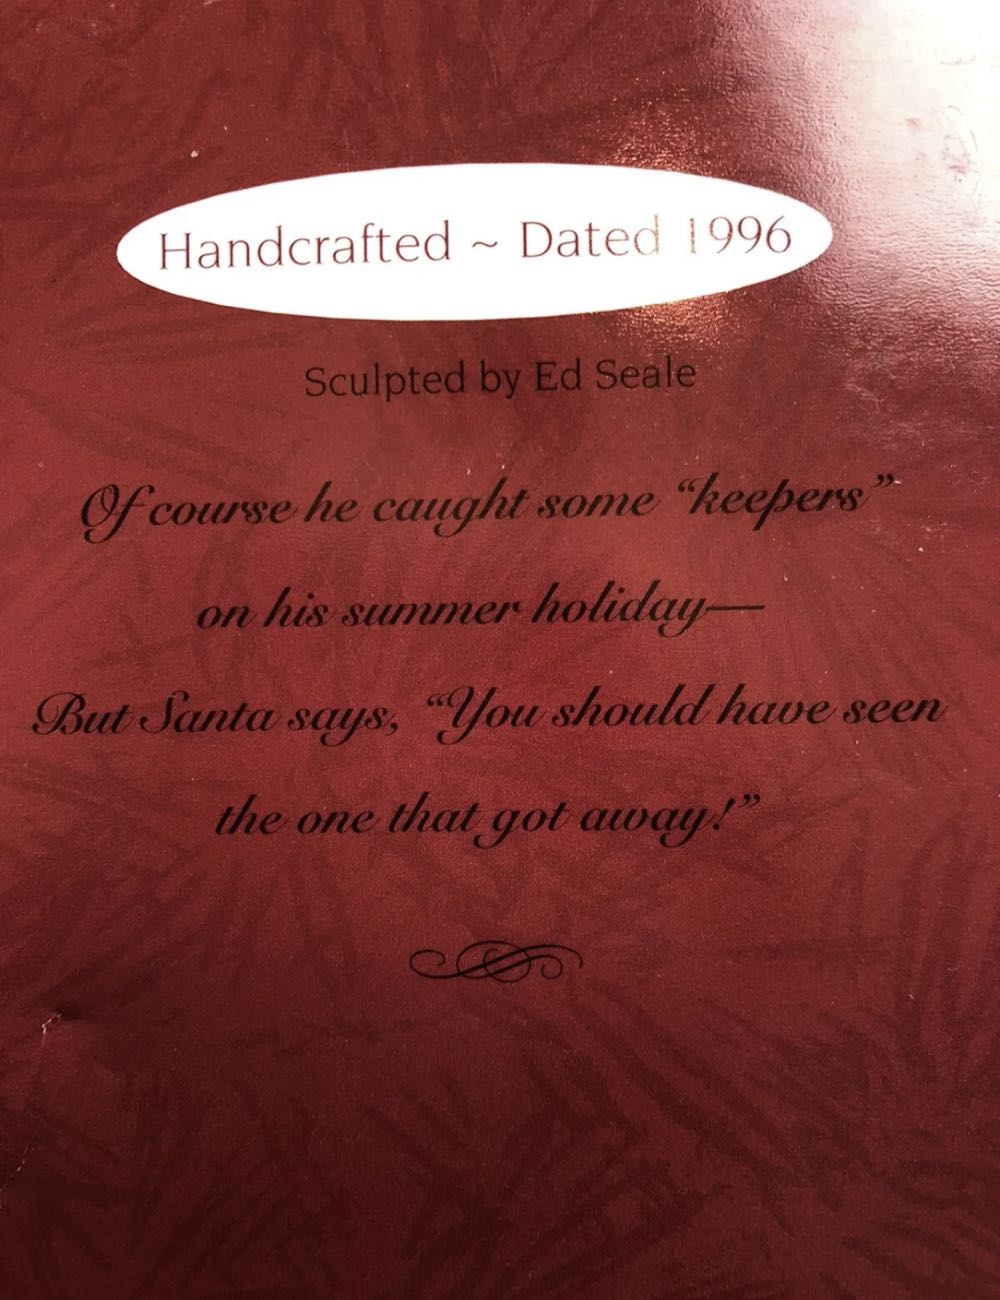 Handcrafted ~ Dated 1996
Sculpted by Ed Seale
Of course he caught some “keepers”
on his summer holiday—
But Santa says, “You should have seen
the one that got away!”